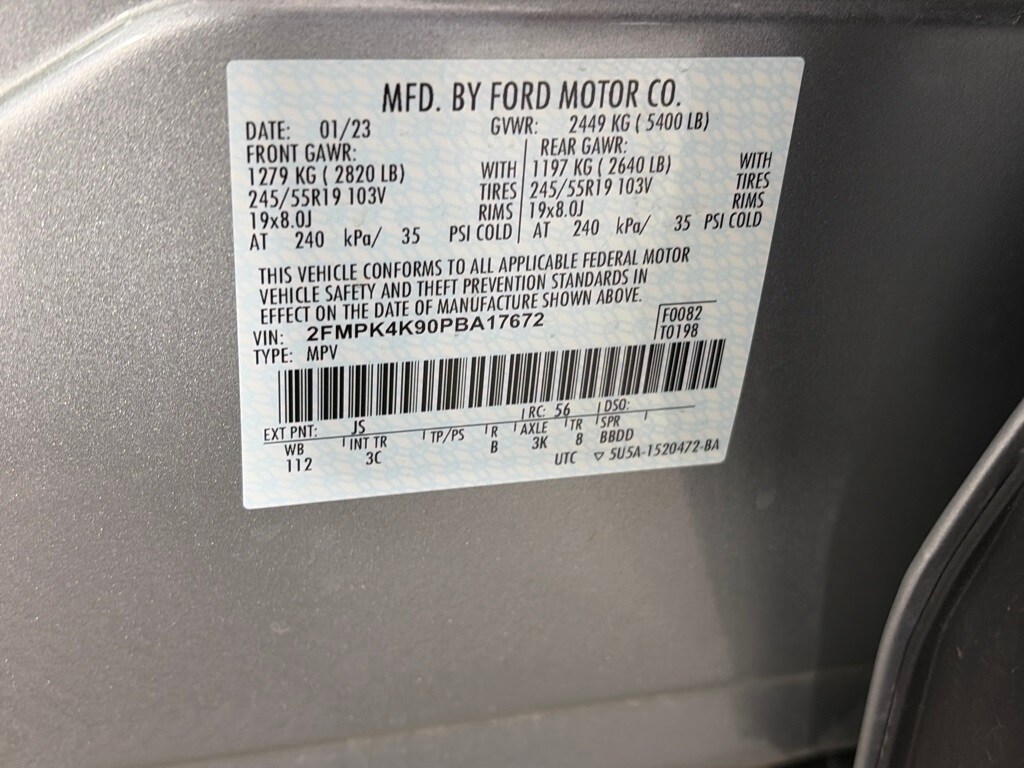 MFD. BY FORD MOTOR CO.
DATE: 01/23 GVWR: 2449 KG ( 5400 LB)
FRONT GAWR: REAR GAWR:
1279 KG ( 2820 LB) WITH 1197 KG ( 2640 LB) WITH
245/55R19 103V TIRES 245/55R19 103V TIRES
19x8.0J RIMS 19x8.0J RIMS
AT 240 kPa/ 35 PSI COLD AT 240 kPa/ 35 PSI COLD
THIS VEHICLE CONFORMS TO ALL APPLICABLE FEDERAL MOTOR
VEHICLE SAFETY AND THEFT PREVENTION STANDARDS IN
EFFECT ON THE DATE OF MANUFACTURE SHOWN ABOVE.
VIN: 2FMPK4K90PBA17672 F0082
TYPE: MPV T0198
EXT PNT: JS RC: 56 DSO:
WB INT TR TP/PS R AXLE TR SPR
112 3C B 3K 8 BBDD
UTC ▽ 5U5A-1520472-BA